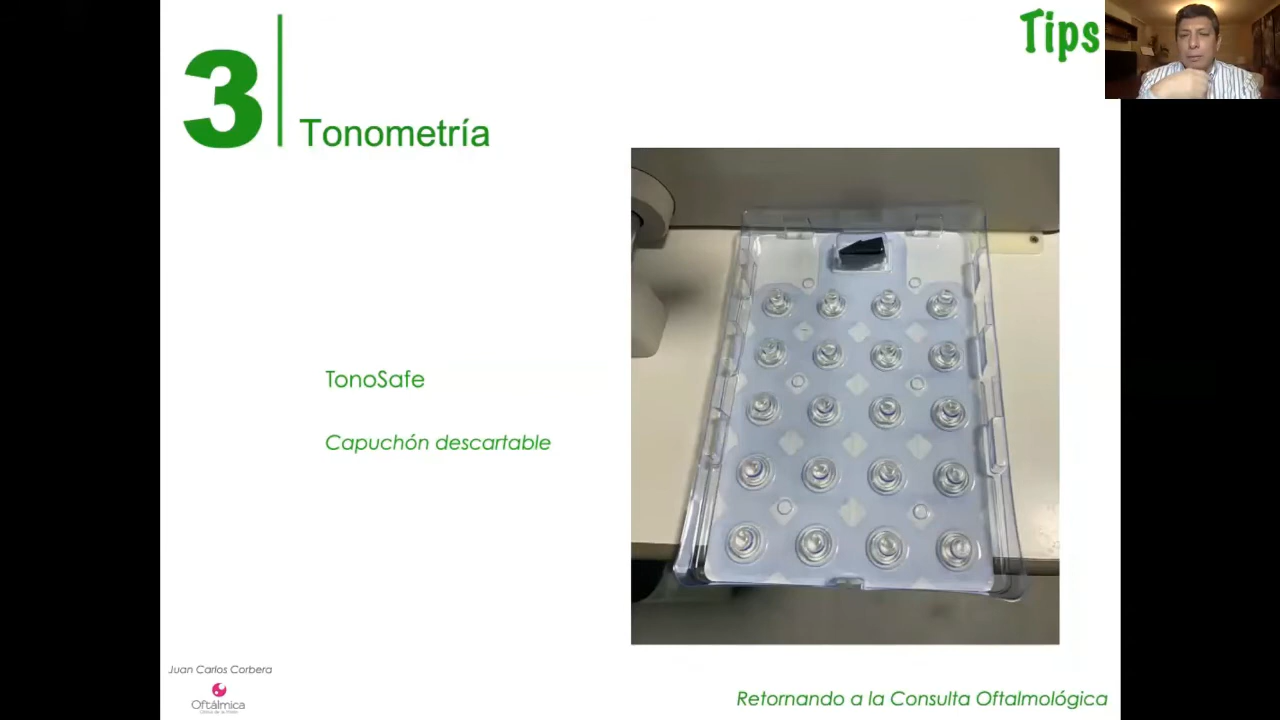 Tips
3
Tonometría
TonoSafe
Capuchón descartable
Juan Carlos Corbera
Oftálmica
Retornando a la Consulta Oftalmológica